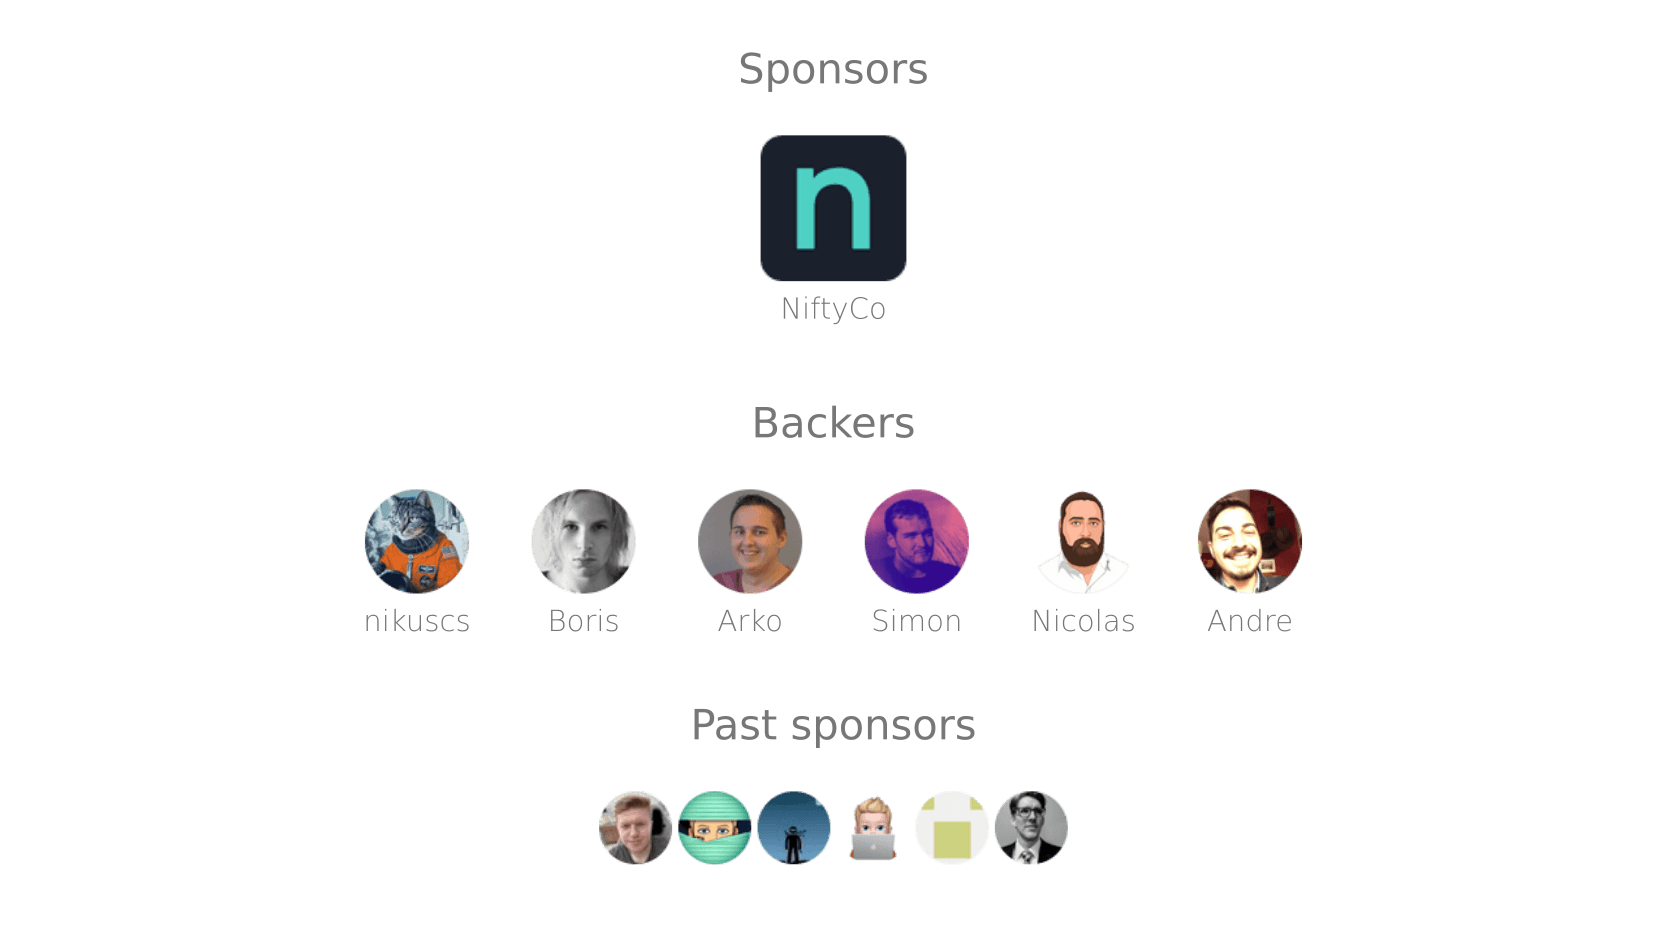 Sponsors
n
NiftyCo
Backers
nikuscs Boris Arko Simon Nicolas Andre
Past sponsors